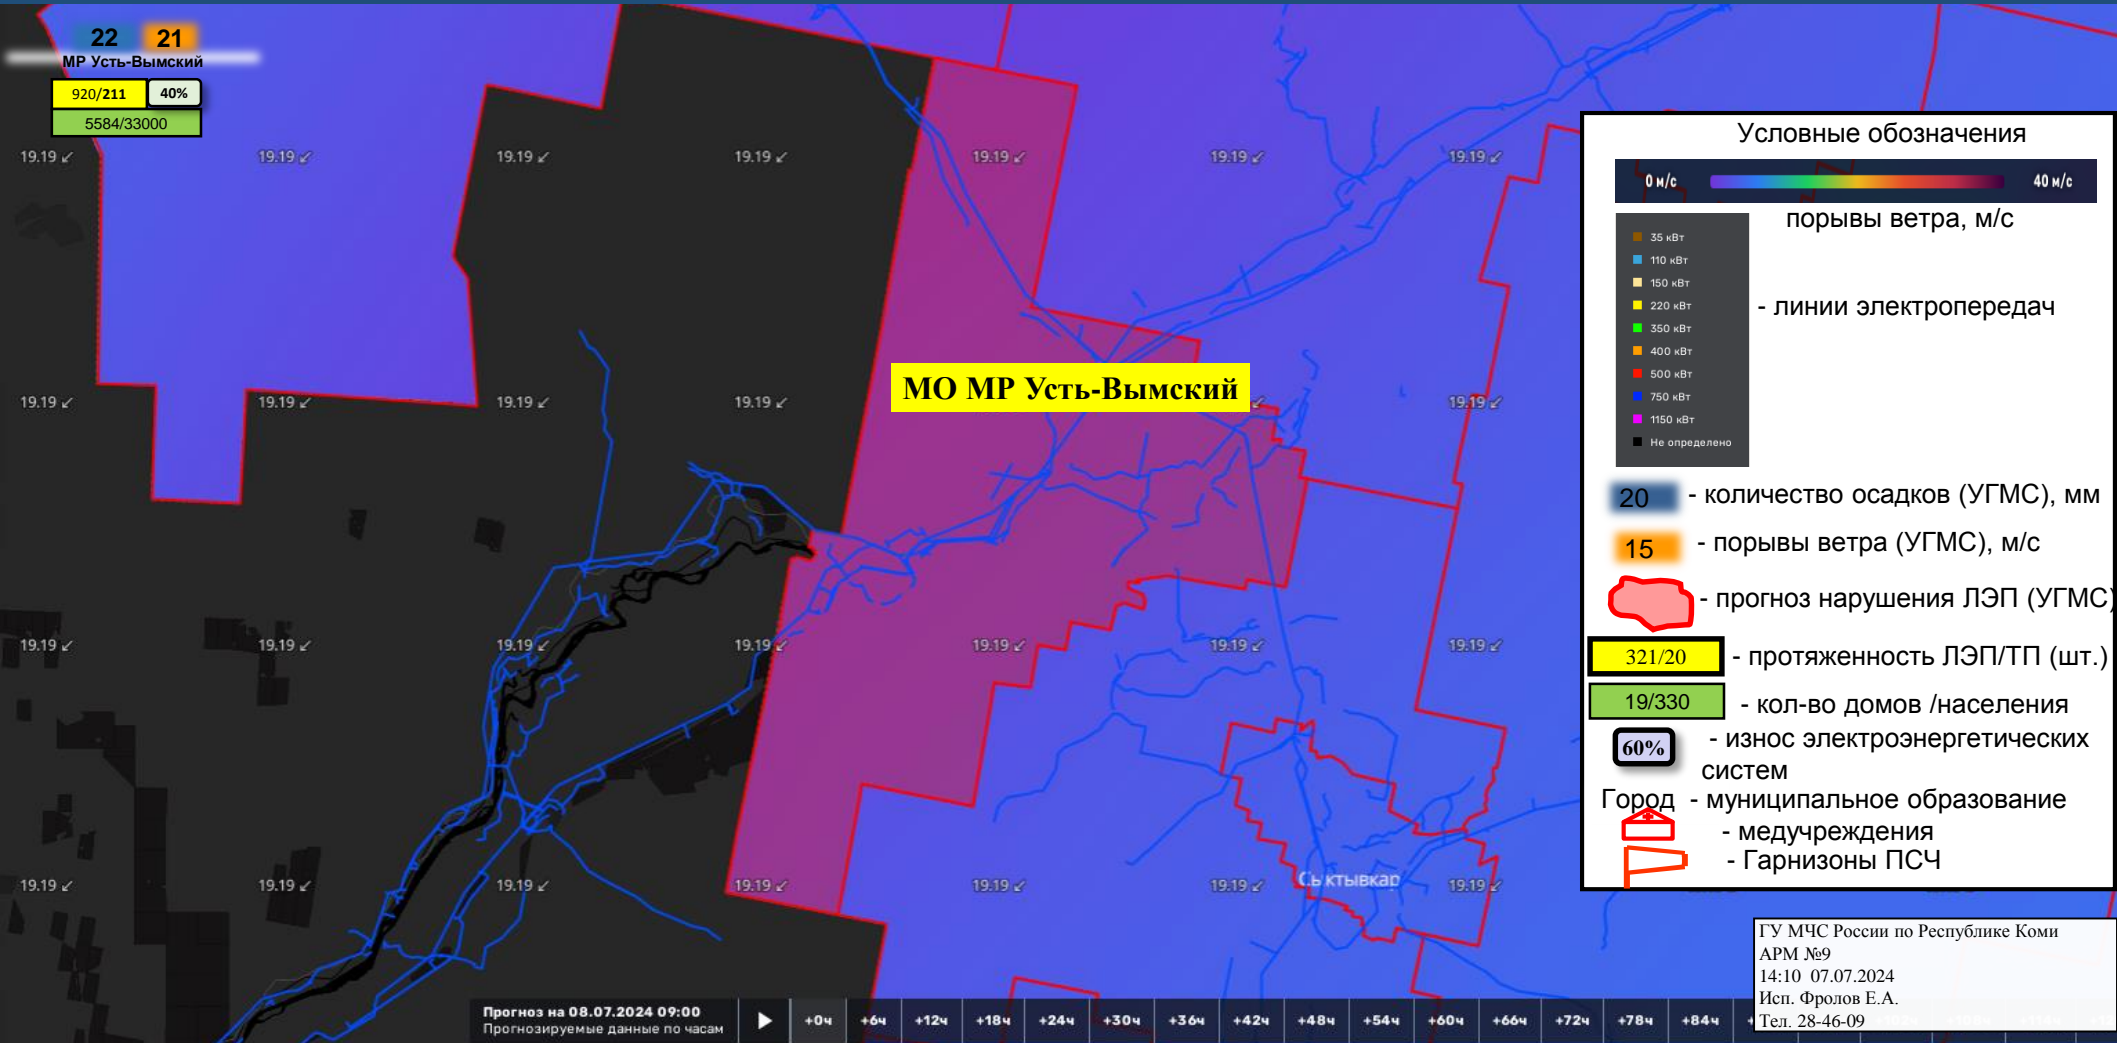 22 21
МР Усть-Вымский
920/211 40%
5584/33000
19.19 19.19 19.19 19.19 19.19 19.19 19.19
МО МР Усть-Вымский
19.19 19.19 19.19 19.19 19.19
19.19 19.19 19.19 19.19 19.19 19.19 19.19
19.19 19.19 19.19 19.19 19.19 19.19 19.19
Сыктывкар
Условные обозначения
0 м/с 40 м/с
порывы ветра, м/с
35 кВт
110 кВт
150 кВт
220 кВт
350 кВт
400 кВт
500 кВт
750 кВт
1150 кВт
Не определено
- линии электропередач
20 - количество осадков (УГМС), мм
15 - порывы ветра (УГМС), м/с
- прогноз нарушения ЛЭП (УГМС)
321/20 - протяженность ЛЭП/ТП (шт.)
19/330 - кол-во домов /населения
60% - износ электроэнергетических
систем
Город - муниципальное образование
- медучреждения
- Гарнизоны ПСЧ
ГУ МЧС России по Республике Коми
АРМ №9
14:10 07.07.2024
Исп. Фролов Е.А.
Тел. 28-46-09
Прогноз на 08.07.2024 09:00
Прогнозируемые данные по часам
+0ч +6ч +12ч +18ч +24ч +30ч +36ч +42ч +48ч +54ч +60ч +66ч +72ч +78ч +84ч